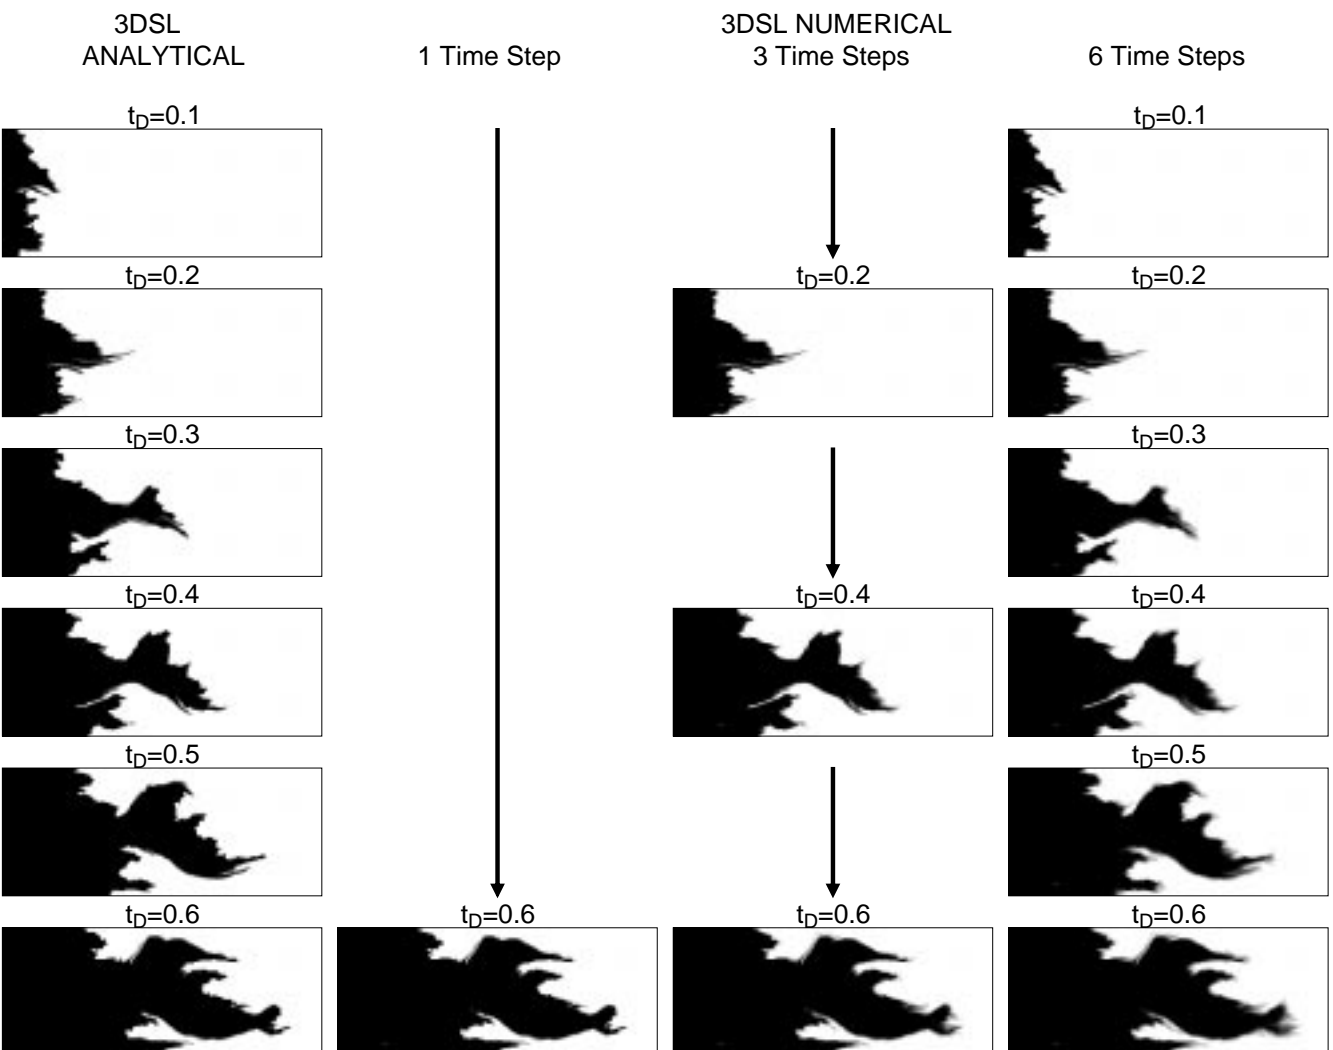 3DSL
ANALYTICAL
1 Time Step
3DSL NUMERICAL
3 Time Steps
6 Time Steps
tD=0.1
tD=0.1
tD=0.2
tD=0.2
tD=0.2
tD=0.3
tD=0.3
tD=0.4
tD=0.4
tD=0.4
tD=0.5
tD=0.5
tD=0.6
tD=0.6
tD=0.6
tD=0.6